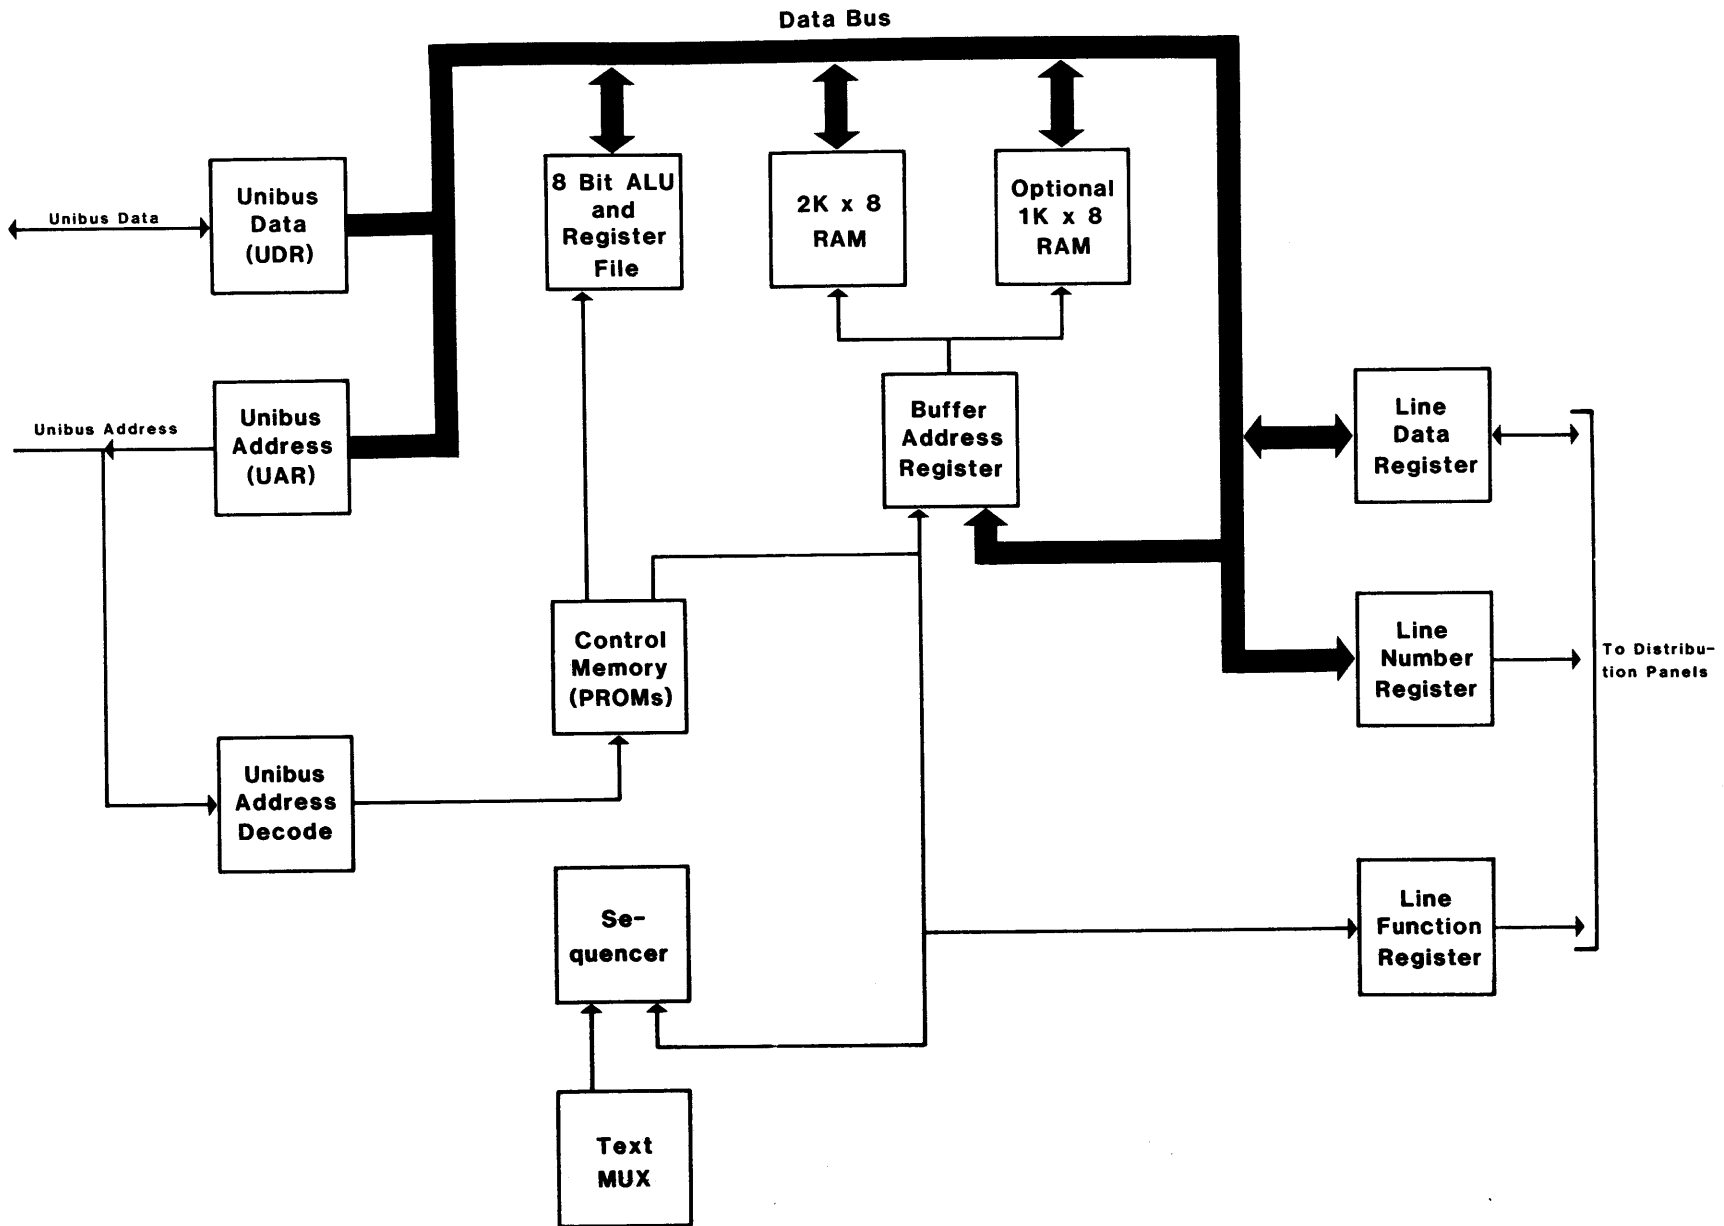 Data Bus
Unibus Data
Unibus
Data
(UDR)
8 Bit ALU
and
Register
File
2K x 8
RAM
Optional
1K x 8
RAM
Unibus Address
Unibus
Address
(UAR)
Buffer
Address
Register
Line
Data
Register
Control
Memory
(PROMs)
Line
Number
Register
To Distribu-
tion Panels
Unibus
Address
Decode
Se-
quencer
Line
Function
Register
Text
MUX